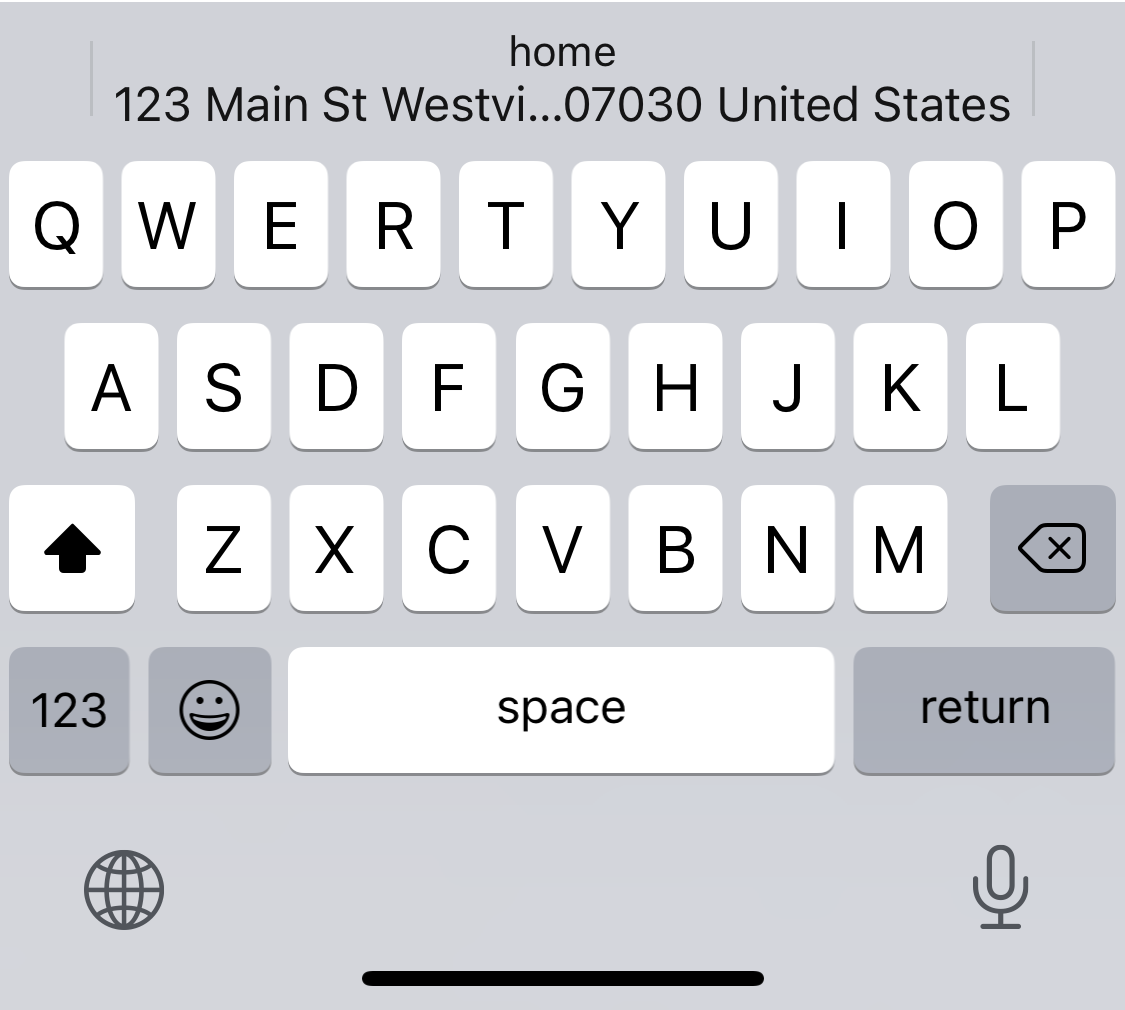 home
123 Main St Westvi...07030 United States
Q W E R T Y U I O P
A S D F G H J K L
Z X C V B N M
123 space return